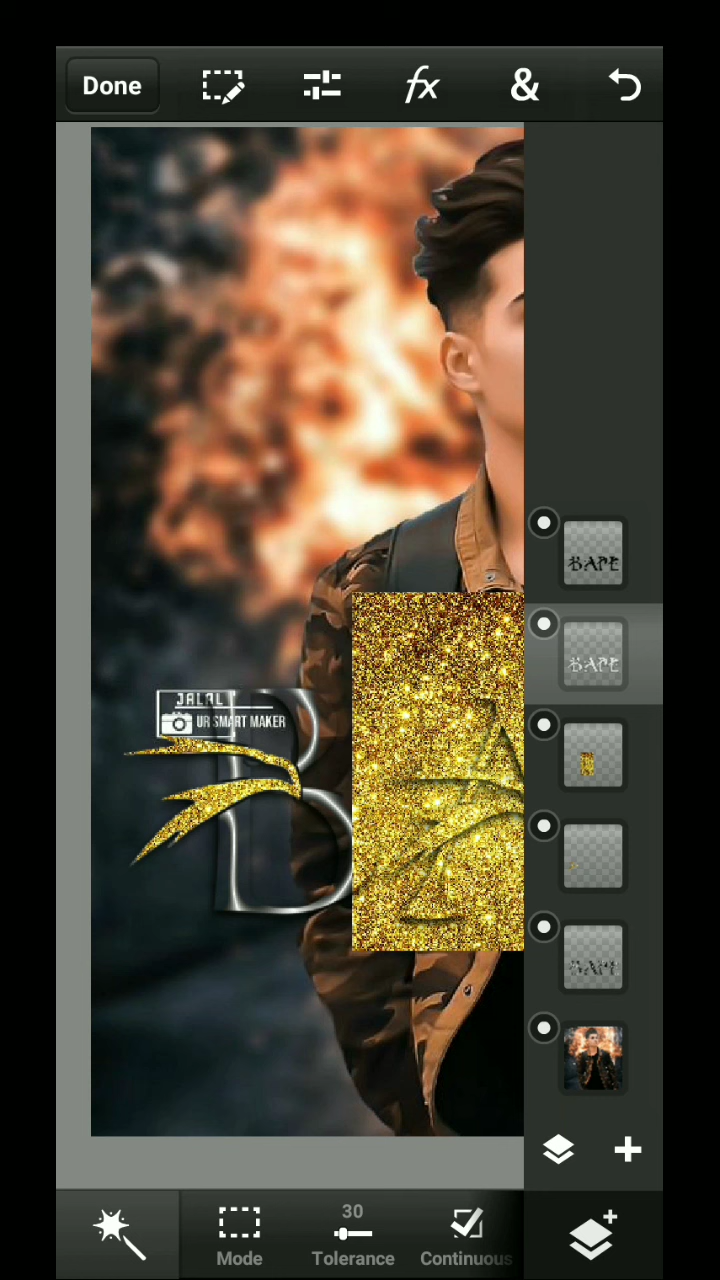 Done
fx
&
BAPE
BAPE
JALAL
UR SMART MAKER
B
A
30
Mode
Tolerance
Continuous